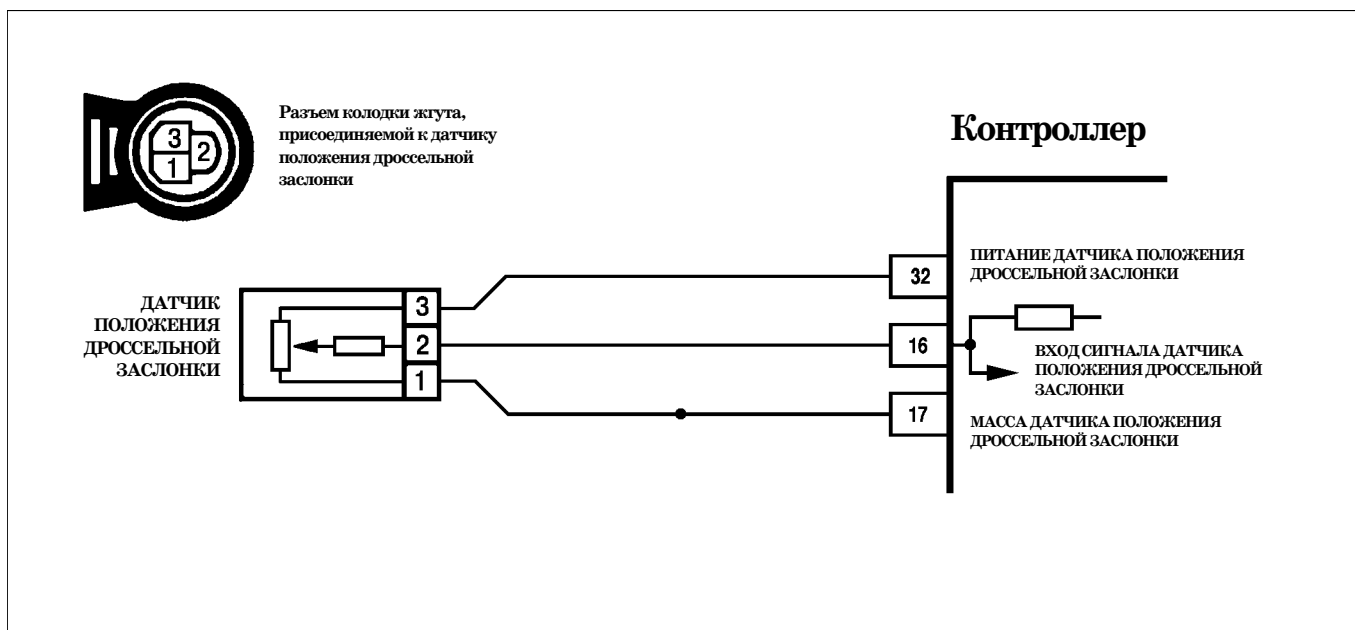 Разъем колодки жгута,
присоединяемой к датчику
положения дроссельной
заслонки
3
2
1
Контроллер
ДАТЧИК
ПОЛОЖЕНИЯ
ДРОССЕЛЬНОЙ
ЗАСЛОНКИ
3
2
1
32
16
17
ПИТАНИЕ ДАТЧИКА ПОЛОЖЕНИЯ
ДРОССЕЛЬНОЙ ЗАСЛОНКИ
ВХОД СИГНАЛА ДАТЧИКА
ПОЛОЖЕНИЯ ДРОССЕЛЬНОЙ
ЗАСЛОНКИ
МАССА ДАТЧИКА ПОЛОЖЕНИЯ
ДРОССЕЛЬНОЙ ЗАСЛОНКИ